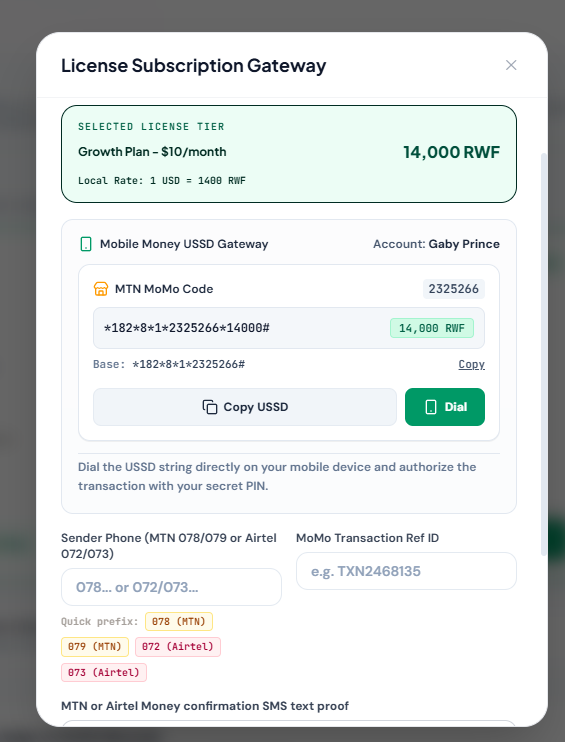 License Subscription Gateway
SELECTED LICENSE TIER
Growth Plan – $10/month
14,000 RWF
Local Rate: 1 USD = 1400 RWF
Mobile Money USSD Gateway
Account: Gaby Prince
MTN MoMo Code
2325266
*182*8*1*2325266*14000#
14,000 RWF
Base: *182*8*1*2325266#
Copy
Copy USSD
Dial
Dial the USSD string directly on your mobile device and authorize the
transaction with your secret PIN.
Sender Phone (MTN 078/079 or Airtel
072/073)
078... or 072/073...
MoMo Transaction Ref ID
e.g. TXN2468135
Quick prefix: 078 (MTN)
079 (MTN) 072 (Airtel)
073 (Airtel)
MTN or Airtel Money confirmation SMS text proof